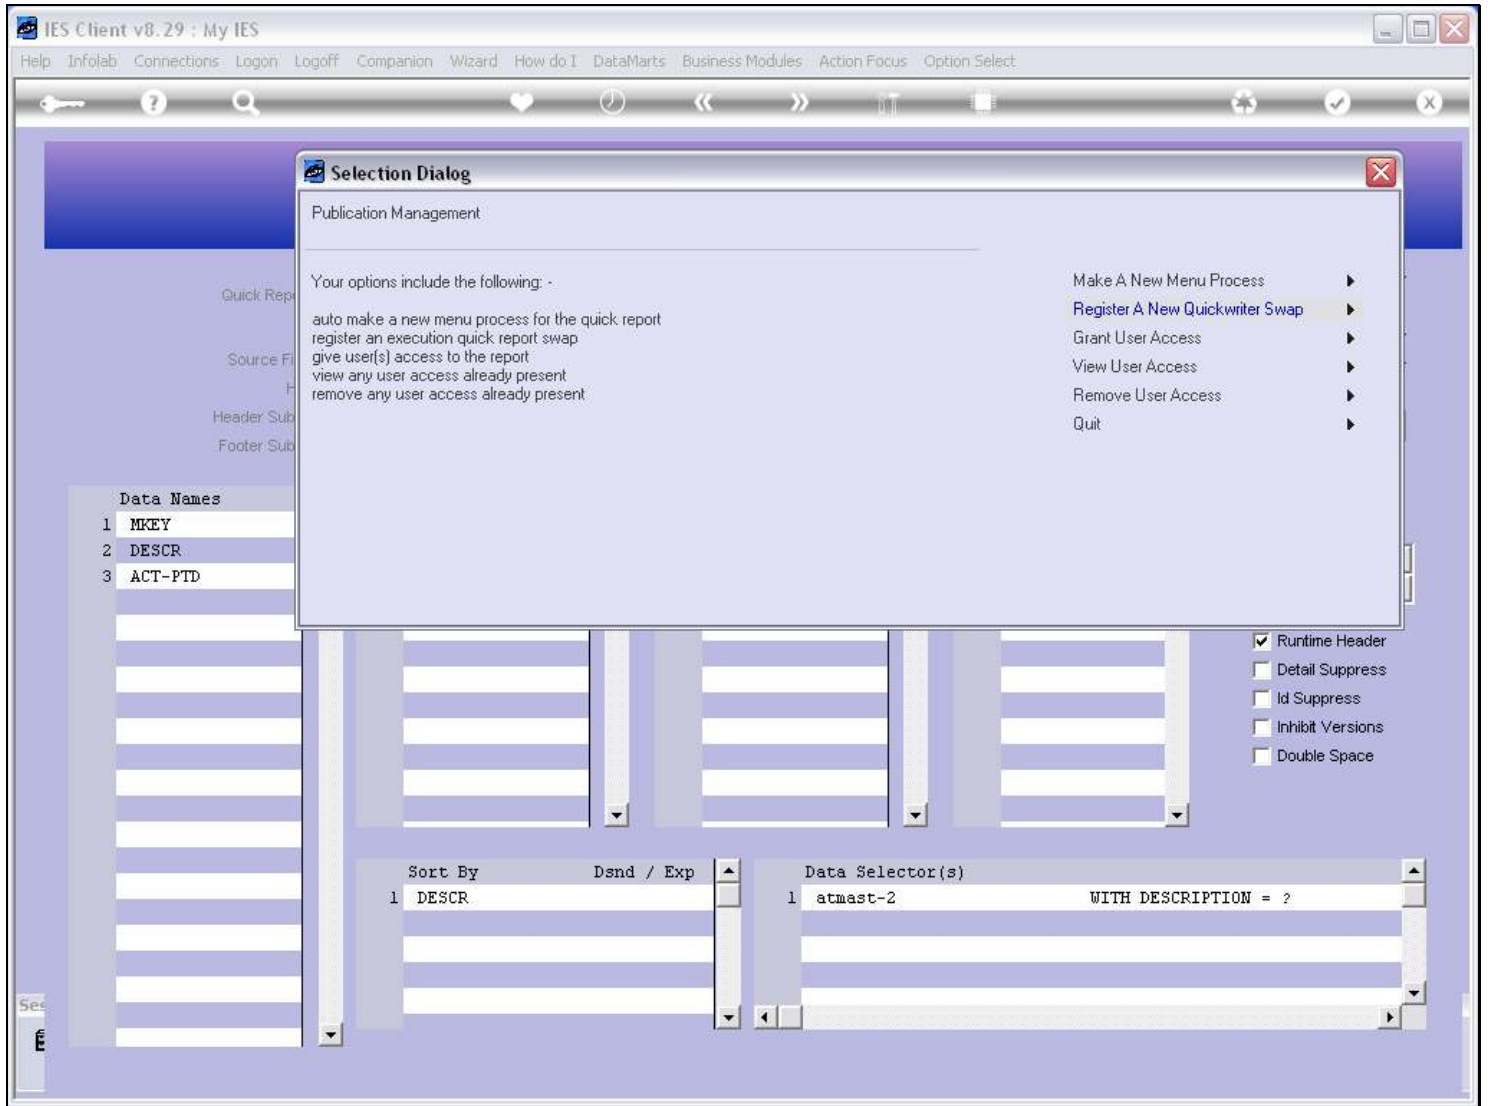 IES Client v8.29 : My IES
Help Infolab Connections Logon Logoff Companion Wizard How do I DataMarts Business Modules Action Focus Option Select
Selection Dialog
Publication Management
Your options include the following: -
auto make a new menu process for the quick report
register an execution quick report swap
give user(s) access to the report
view any user access already present
remove any user access already present
Make A New Menu Process
Register A New Quickwriter Swap
Grant User Access
View User Access
Remove User Access
Quit
Quick Rep
Source Fi
H
Header Sub
Footer Sub
Data Names
1 MKEY
2 DESCR
3 ACT-PTD
Runtime Header
Detail Suppress
Id Suppress
Inhibit Versions
Double Space
Sort By Dsnd / Exp
1 DESCR
Data Selector(s)
1 atmast-2 WITH DESCRIPTION = ?
Ses